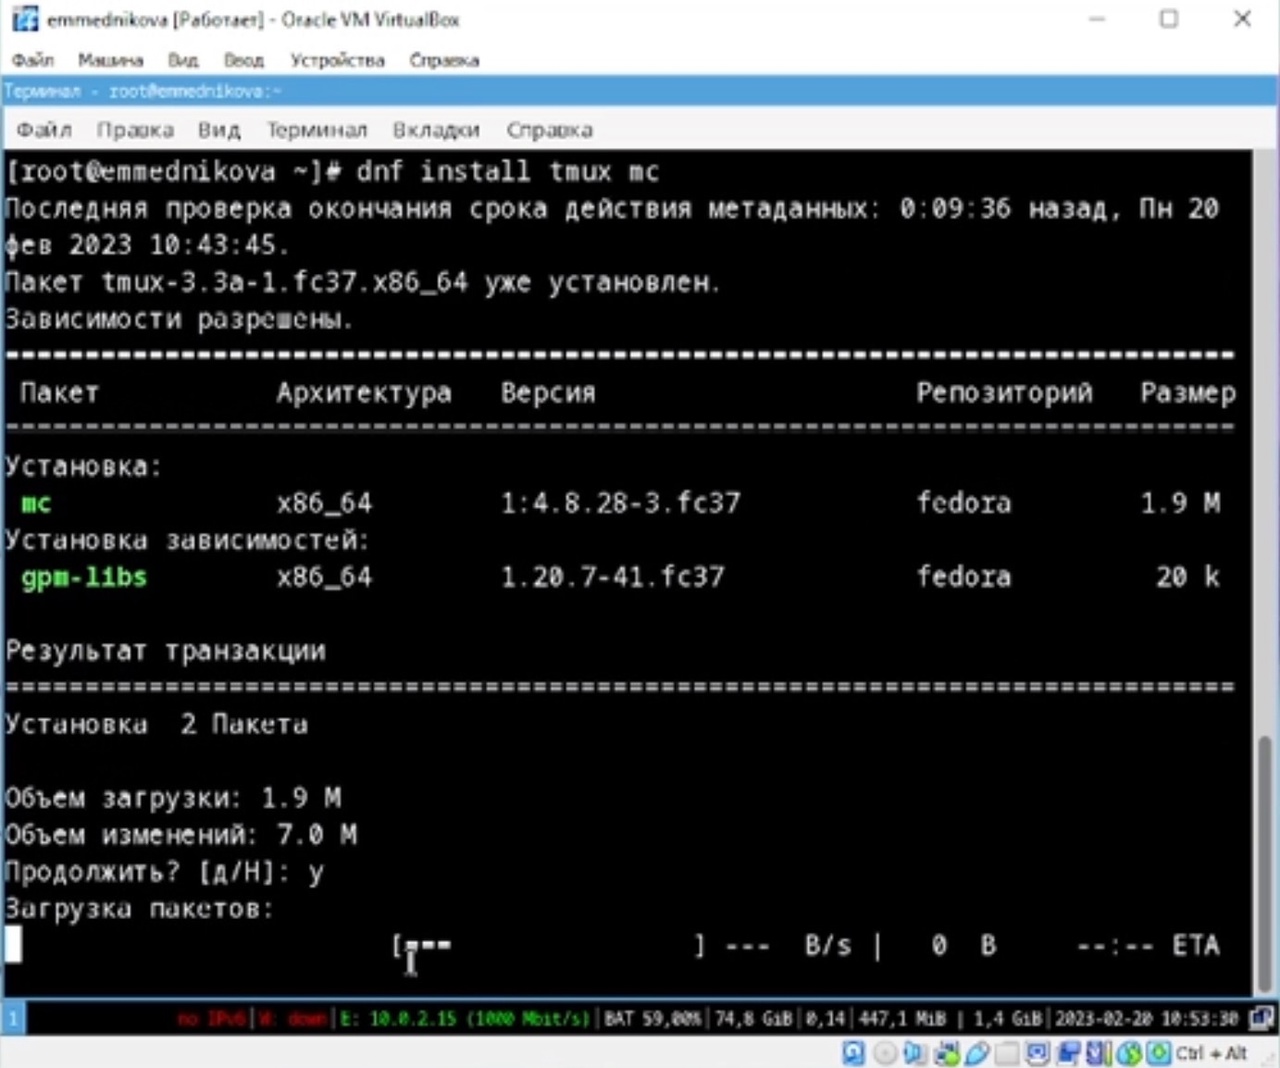 emmednikova [Работает] - Oracle VM VirtualBox
Файл Машина Вид Ввод Устройства Справка
Терминал - root@emmednikova:~
Файл Правка Вид Терминал Вкладки Справка
[root@emmednikova ~]# dnf install tmux mc
Последняя проверка окончания срока действия метаданных: 0:09:36 назад, Пн 20
фев 2023 10:43:45.
Пакет tmux-3.3a-1.fc37.x86_64 уже установлен.
Зависимости разрешены.
Пакет Архитектура Версия Репозиторий Размер
Установка:
mc x86_64 1:4.8.28-3.fc37 fedora 1.9 M
Установка зависимостей:
gpm-libs x86_64 1.20.7-41.fc37 fedora 20 k
Результат транзакции
Установка 2 Пакета
Объем загрузки: 1.9 M
Объем изменений: 7.0 M
Продолжить? [д/Н]: y
Загрузка пакетов:
[=== ] --- B/s | 0 B --:-- ETA
1 no IPv6|W: down|E: 10.0.2.15 (1000 Mbit/s)|BAT 59,00%|74,8 GiB|0,14|447,1 MiB | 1,4 GiB|2023-02-20 10:53:30
Ctrl + Alt